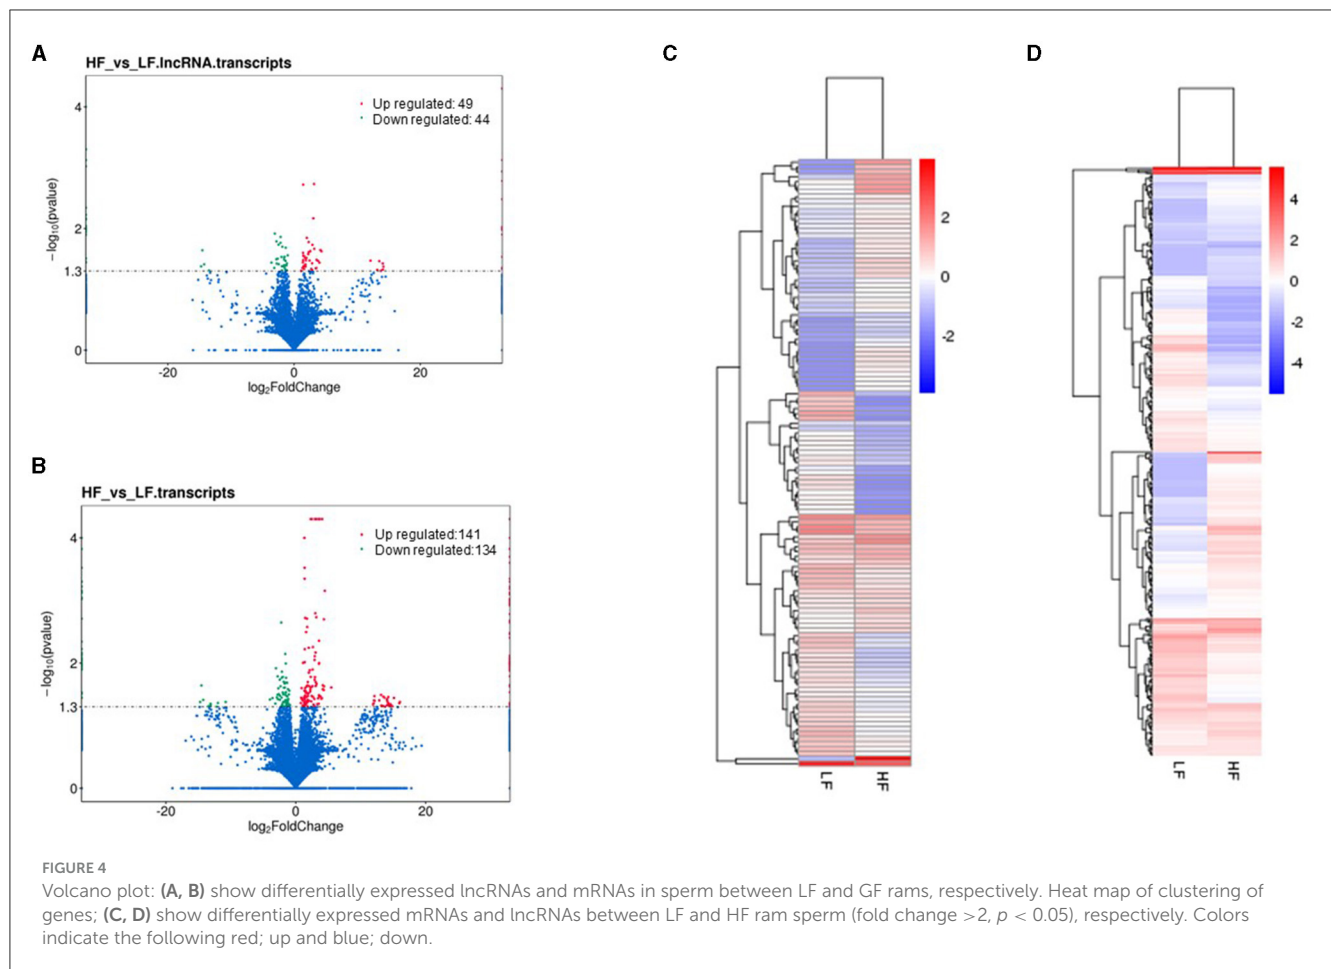 A
HF_vs_LF.lncRNA.transcripts
Up regulated: 49
Down regulated: 44
4
2
1.3
0
−log10(pvalue)
-20
0
20
log2FoldChange
B
HF_vs_LF.transcripts
Up regulated:141
Down regulated:134
4
2
1.3
0
−log10(pvalue)
-20
0
20
log2FoldChange
C
2
0
-2
LF
HF
D
4
2
0
-2
-4
LF
HF
FIGURE 4
Volcano plot: (A, B) show differentially expressed lncRNAs and mRNAs in sperm between LF and GF rams, respectively. Heat map of clustering of
genes; (C, D) show differentially expressed mRNAs and lncRNAs between LF and HF ram sperm (fold change >2, p < 0.05), respectively. Colors
indicate the following red; up and blue; down.